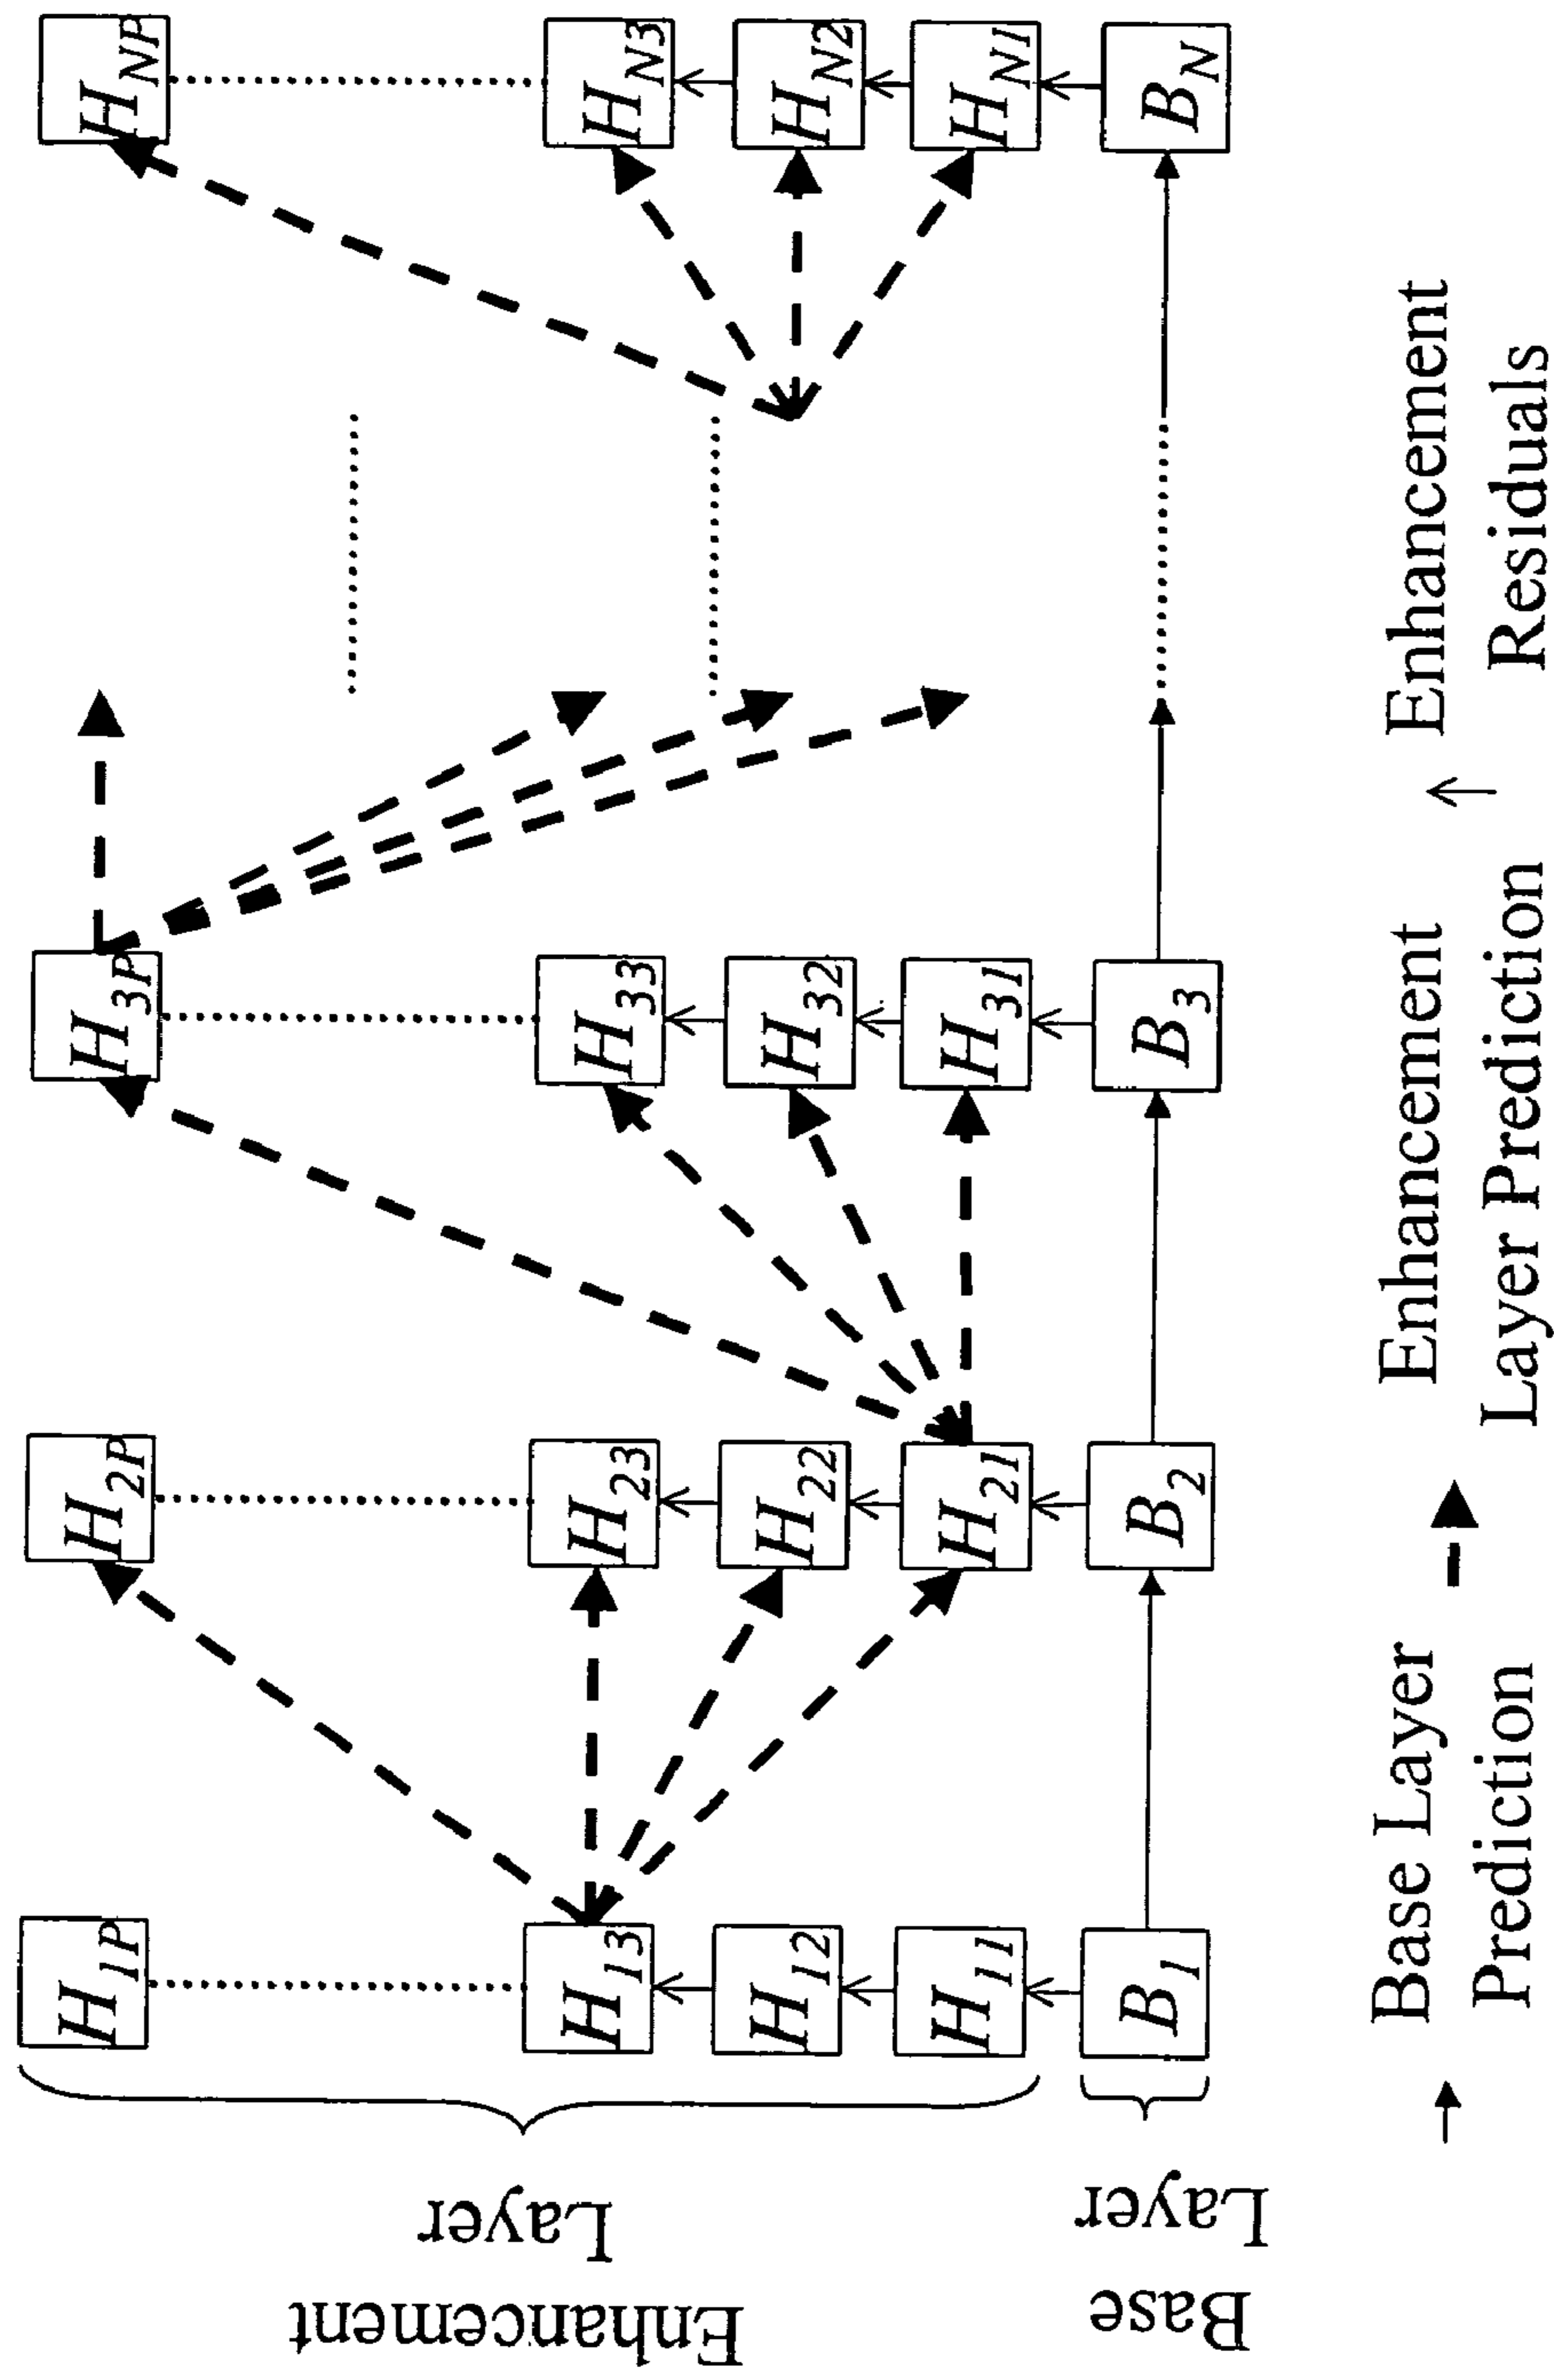 H1P H2P H3P HNP
H13 H23 H33 HN3
H12 H22 H32 HN2
H11 H21 H31 HN1
B1 B2 B3 BN
Enhancement
Layer
Base
Layer
Base Layer
Prediction
Enhancement
Layer Prediction
Enhancement
Residuals